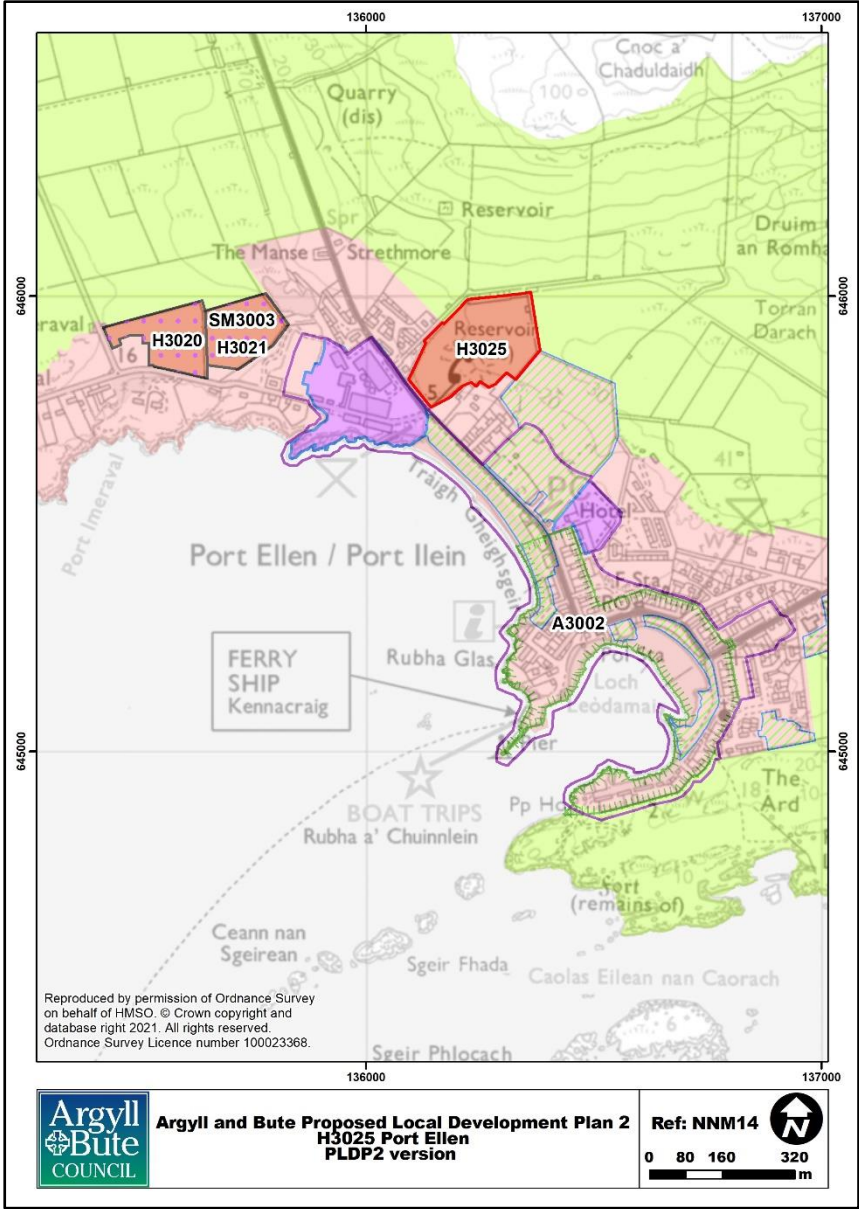 136000
137000
Cnoc a'
Chaduldaidh
100
Quarry
(dis)
Reservoir
Spr
Druim
an Romha
The Manse
Strethmore
646000
646000
SM3003
H3020
H3021
16
Reservoir
H3025
5
Torran
Darach
Port Imeraval
Traigh Gheighsgeir
41
Hotel
Port Ellen / Port Ilein
A3002
FERRY
SHIP
Kennacraig
Rubha Glas
Loch
Leòdamais
645000
645000
Pier
BOAT TRIPS
Rubha a' Chuinnlein
The
Ard
18
10
Fort
(remains of)
Ceann nan
Sgeirean
Sgeir Fhada
Caolas Eilean nan Caorach
6
Sgeir Phlocach
Reproduced by permission of Ordnance Survey
on behalf of HMSO. © Crown copyright and
database right 2021. All rights reserved.
Ordnance Survey Licence number 100023368.
136000
137000
Argyll
&Bute
COUNCIL
Argyll and Bute Proposed Local Development Plan 2
H3025 Port Ellen
PLDP2 version
Ref: NNM14
N
0 80 160 320
m